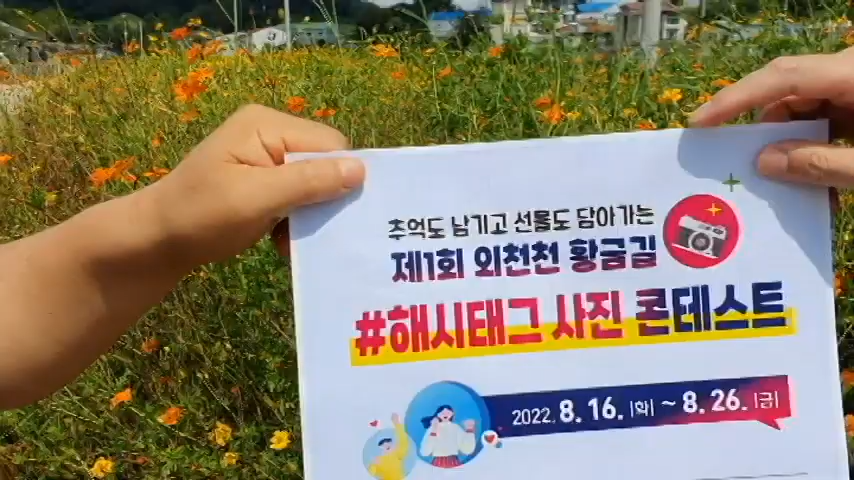 추억도 남기고 선물도 담아가는
제1회 외천천 황금길
#해시태그 사진 콘테스트
2022. 8. 16. |화| ~ 8. 26. |금|